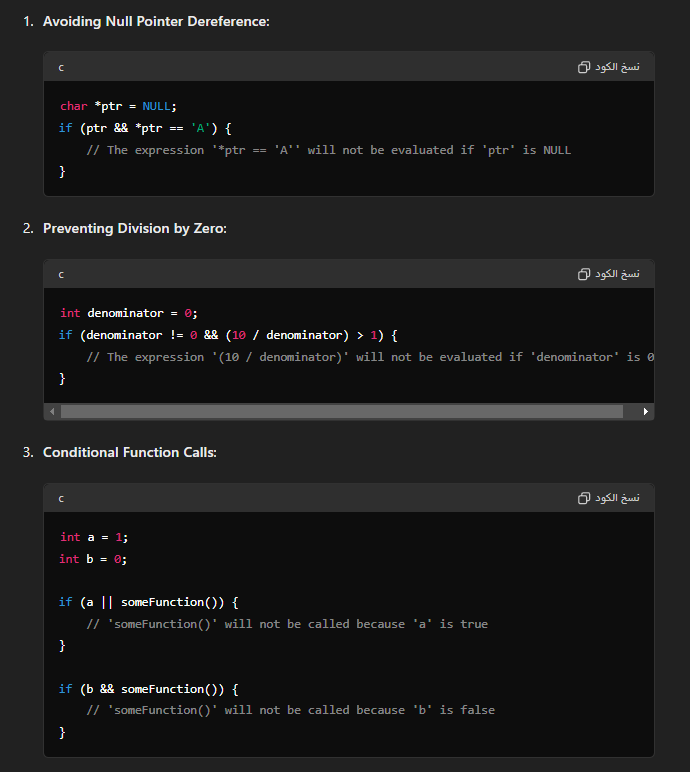 1. Avoiding Null Pointer Dereference:
c نسخ الكود
char *ptr = NULL;
if (ptr && *ptr == 'A') {
// The expression '*ptr == 'A'' will not be evaluated if 'ptr' is NULL
}
2. Preventing Division by Zero:
c نسخ الكود
int denominator = 0;
if (denominator != 0 && (10 / denominator) > 1) {
// The expression '(10 / denominator)' will not be evaluated if 'denominator' is 0
}
3. Conditional Function Calls:
c نسخ الكود
int a = 1;
int b = 0;
if (a || someFunction()) {
// 'someFunction()' will not be called because 'a' is true
}
if (b && someFunction()) {
// 'someFunction()' will not be called because 'b' is false
}